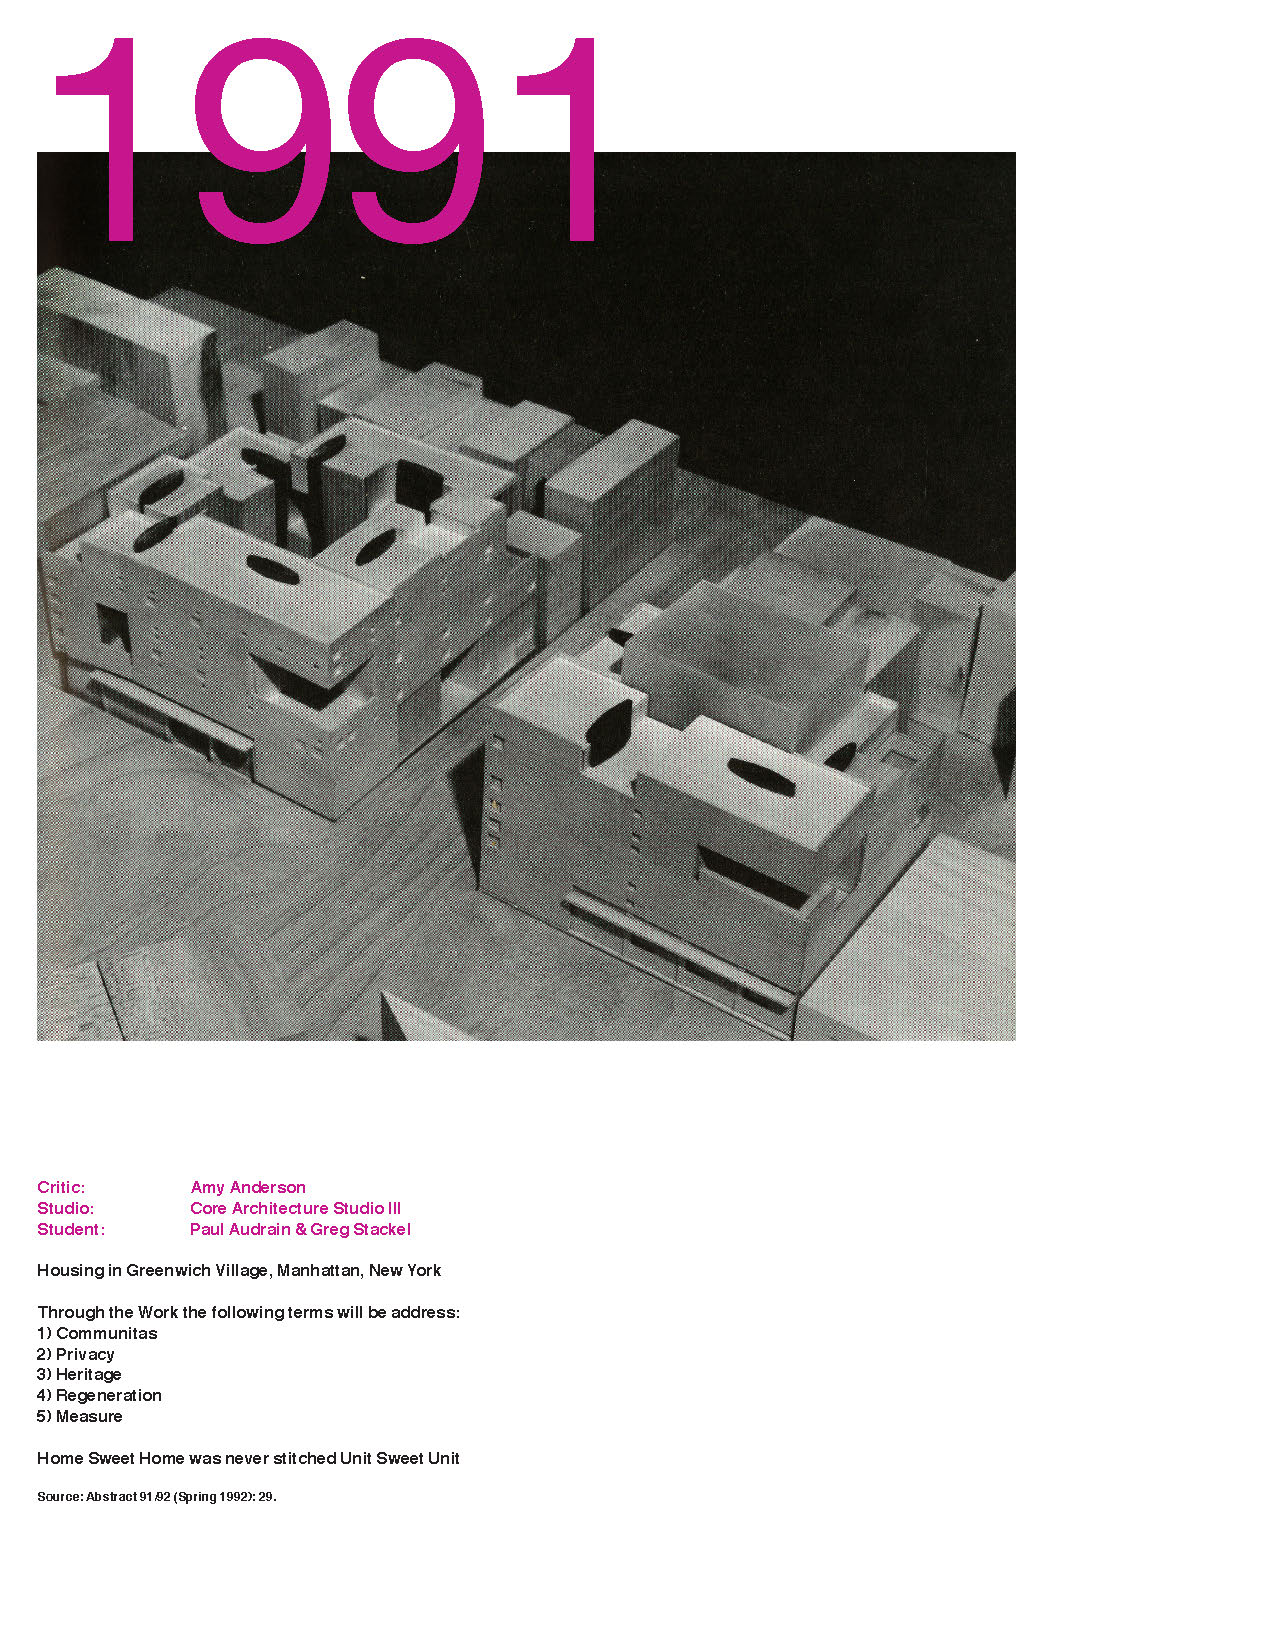 1991
Critic: Amy Anderson
Studio: Core Architecture Studio III
Student: Paul Audrain & Greg Stackel
Housing in Greenwich Village, Manhattan, New York
Through the Work the following terms will be address:
1) Communitas
2) Privacy
3) Heritage
4) Regeneration
5) Measure
Home Sweet Home was never stitched Unit Sweet Unit
Source: Abstract 91/92 (Spring 1992): 29.